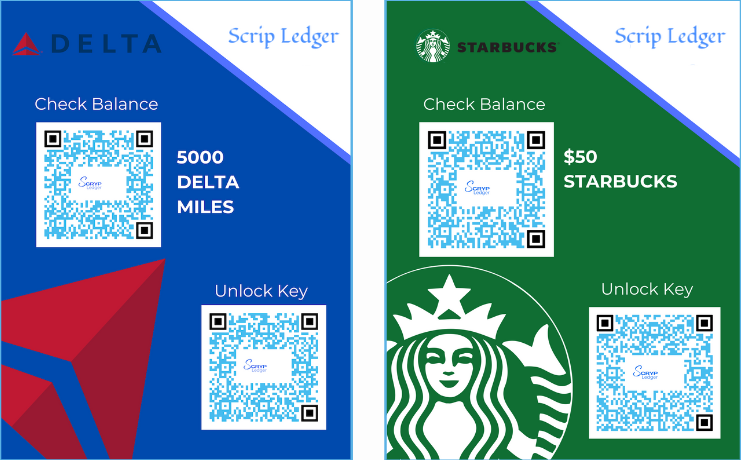 DELTA
Scrip Ledger
Check Balance
SCRYP
Ledger
5000
DELTA
MILES
Unlock Key
SCRYP
Ledger
STARBUCKS
Scrip Ledger
Check Balance
SCRYP
Ledger
$50
STARBUCKS
Unlock Key
SCRYP
Ledger